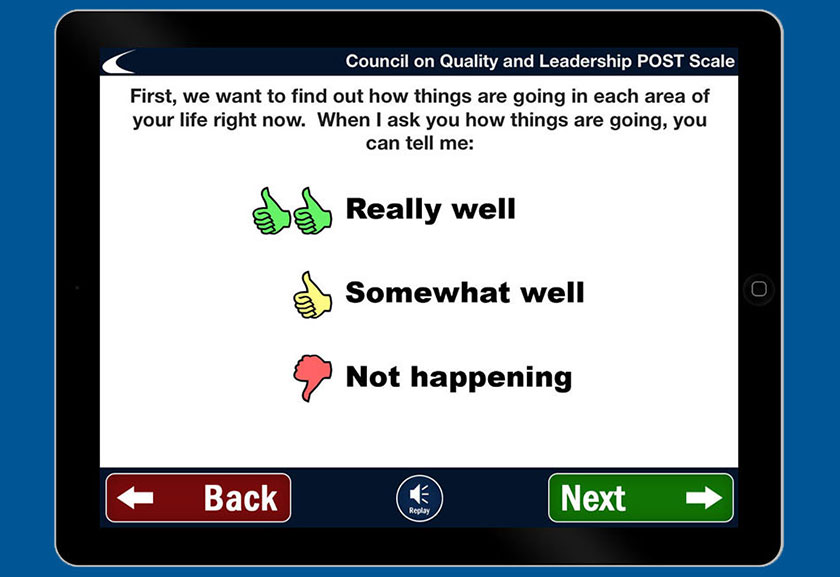 Council on Quality and Leadership POST Scale
First, we want to find out how things are going in each area of
your life right now.  When I ask you how things are going, you
can tell me:
Really well
Somewhat well
Not happening
Back
Replay
Next